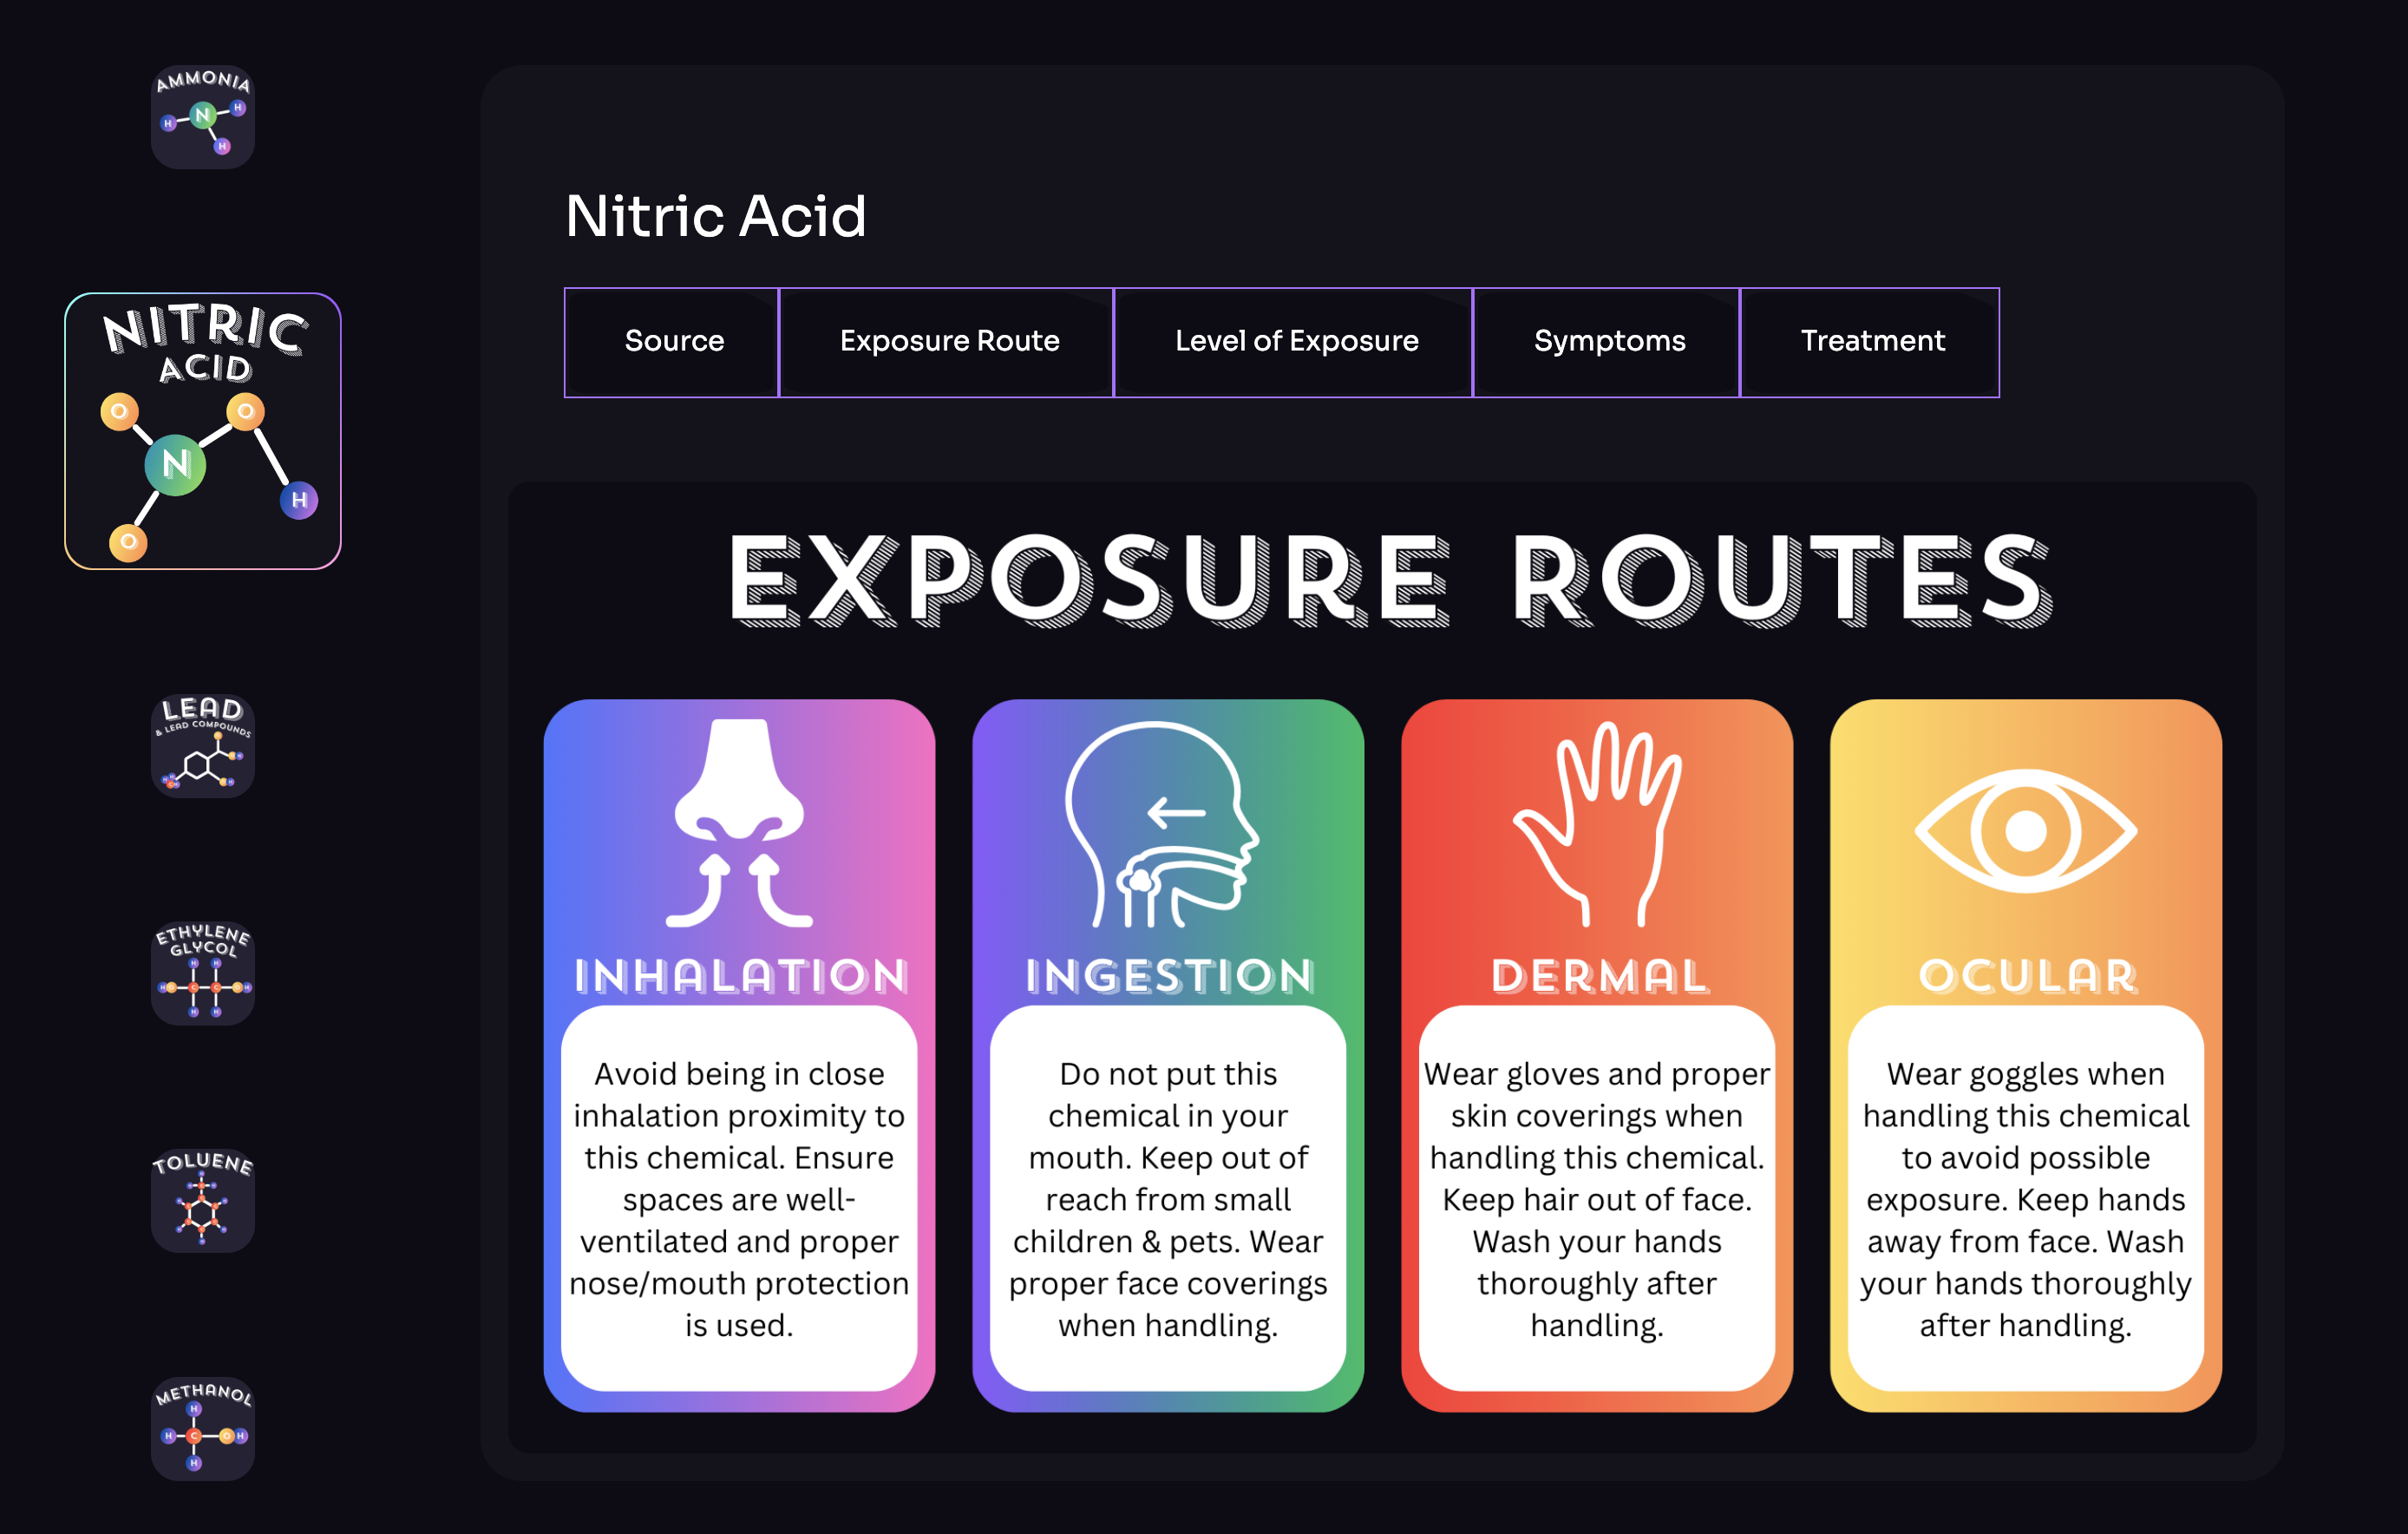 AMMONIA
N
H
H
H
NITRIC
ACID
O
O
N
H
O
LEAD
& LEAD COMPOUNDS
ETHYLENE
GLYCOL
H
H
H
O
C
C
O
H
H
H
TOLUENE
METHANOL
H
H
C
O
H
H
Nitric Acid
Source
Exposure Route
Level of Exposure
Symptoms
Treatment
EXPOSURE ROUTES
INHALATION
Avoid being in close
inhalation proximity to
this chemical. Ensure
spaces are well-
ventilated and proper
nose/mouth protection
is used.
INGESTION
Do not put this
chemical in your
mouth. Keep out of
reach from small
children & pets. Wear
proper face coverings
when handling.
DERMAL
Wear gloves and proper
skin coverings when
handling this chemical.
Keep hair out of face.
Wash your hands
thoroughly after
handling.
OCULAR
Wear goggles when
handling this chemical
to avoid possible
exposure. Keep hands
away from face. Wash
your hands thoroughly
after handling.